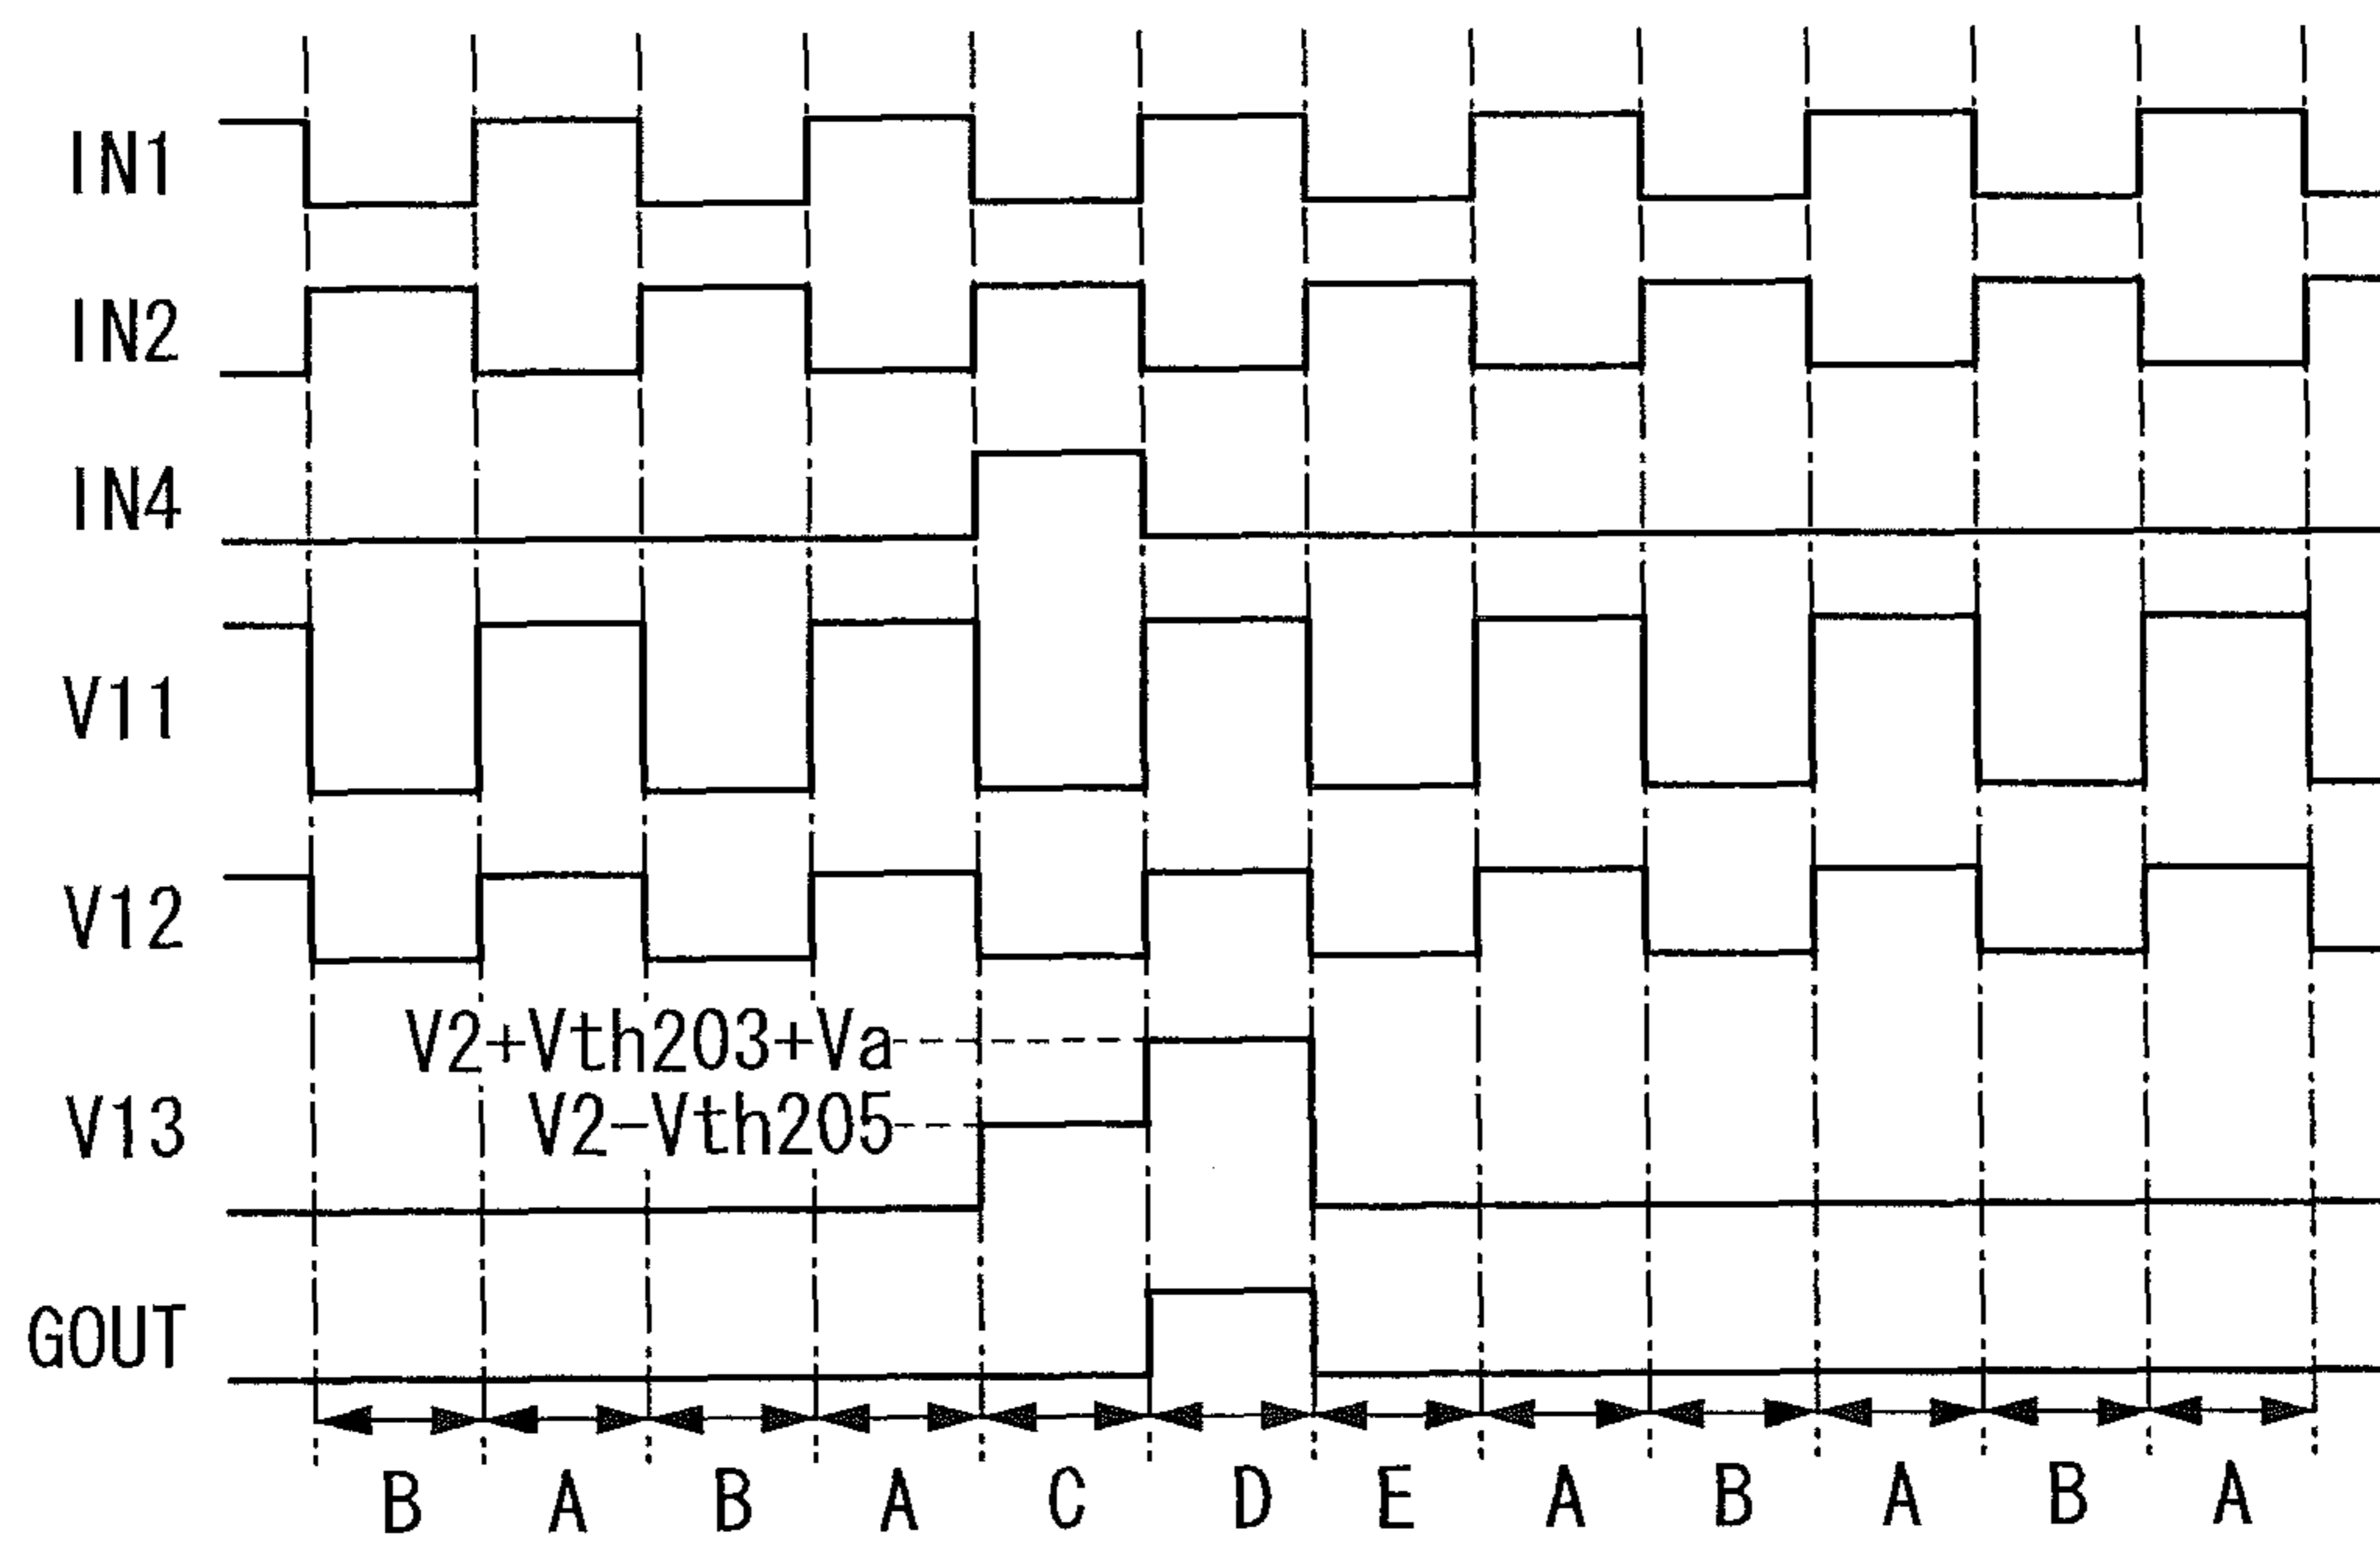 IN1
IN2
IN4
V11
V12
V2+Vth203+Va
V2-Vth205
V13
GOUT
B A B A C D E A B A B A